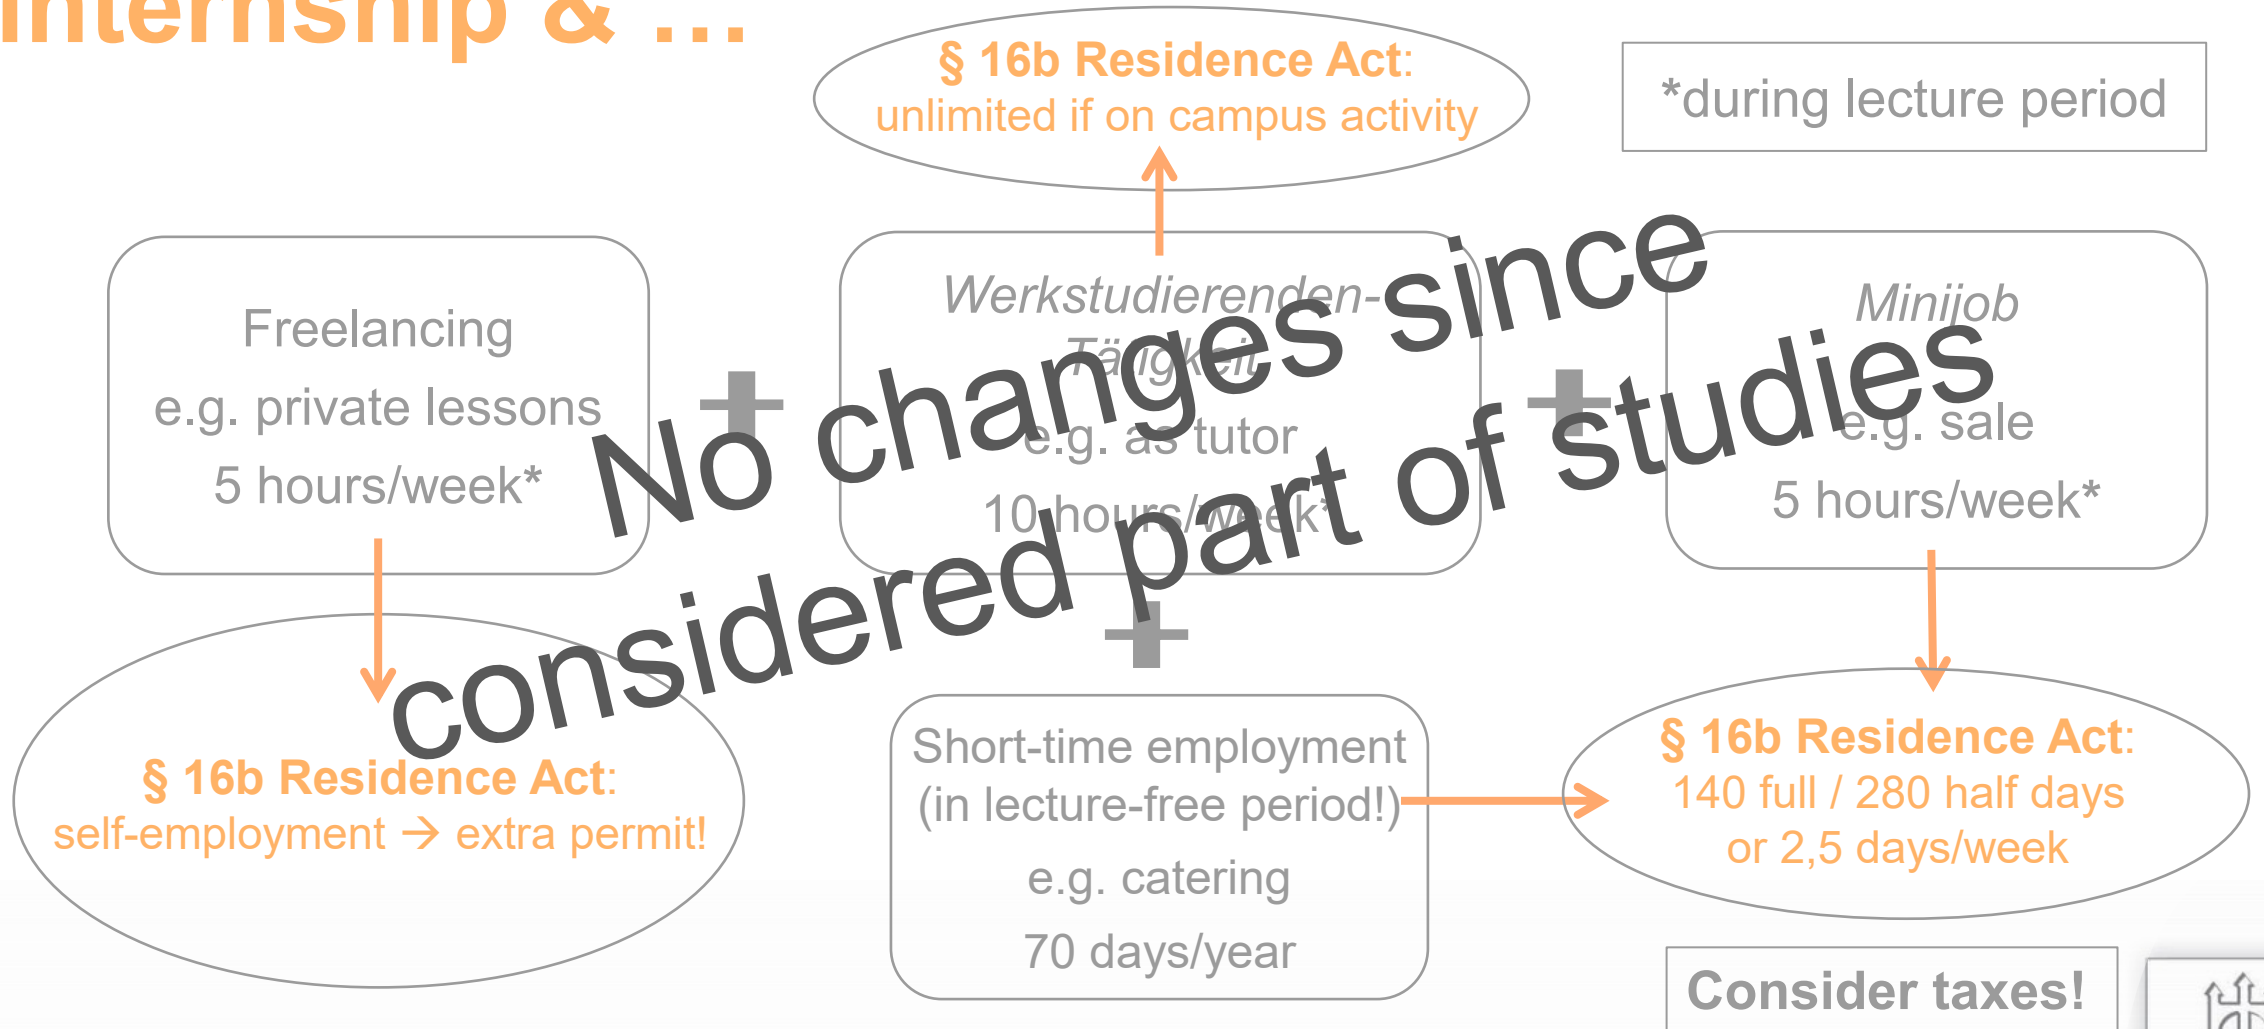 Internship & ...
§ 16b Residence Act:
unlimited if on campus activity
*during lecture period
Freelancing
e.g. private lessons
5 hours/week*
+
Werkstudierenden-
Tätigkeit
e.g. as tutor
10 hours/week*
+
Minijob
e.g. sale
5 hours/week*
No changes since
considered part of studies
+
§ 16b Residence Act:
self-employment → extra permit!
Short-time employment
(in lecture-free period!)
e.g. catering
70 days/year
§ 16b Residence Act:
140 full / 280 half days
or 2,5 days/week
Consider taxes!